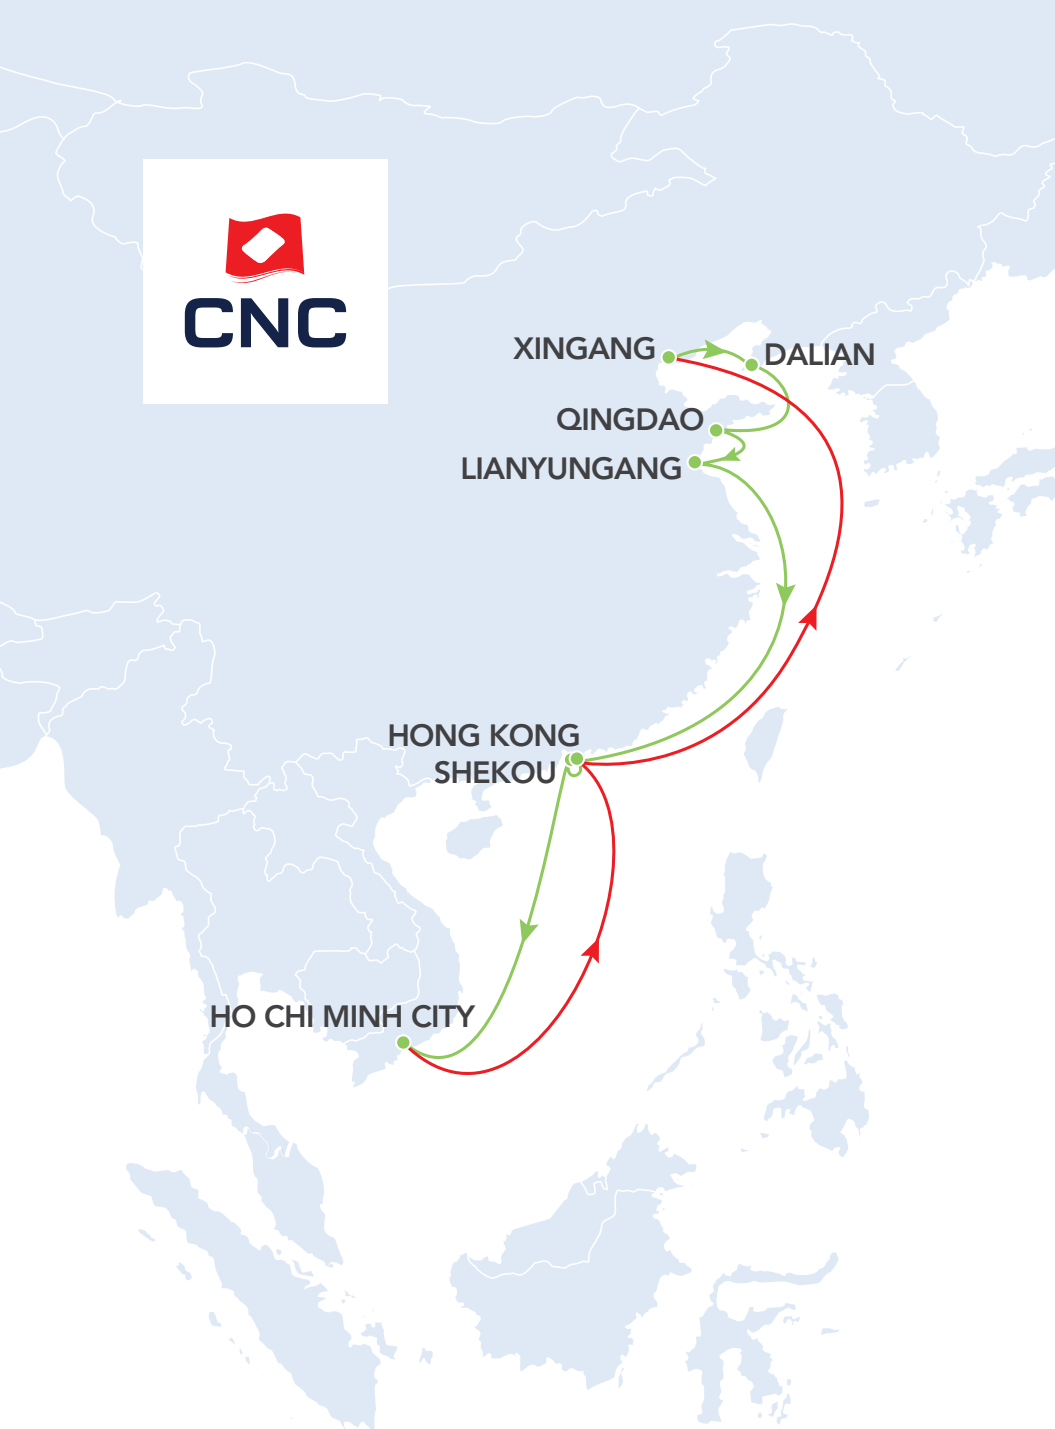 CNC
XINGANG
DALIAN
QINGDAO
LIANYUNGANG
HONG KONG
SHEKOU
HO CHI MINH CITY